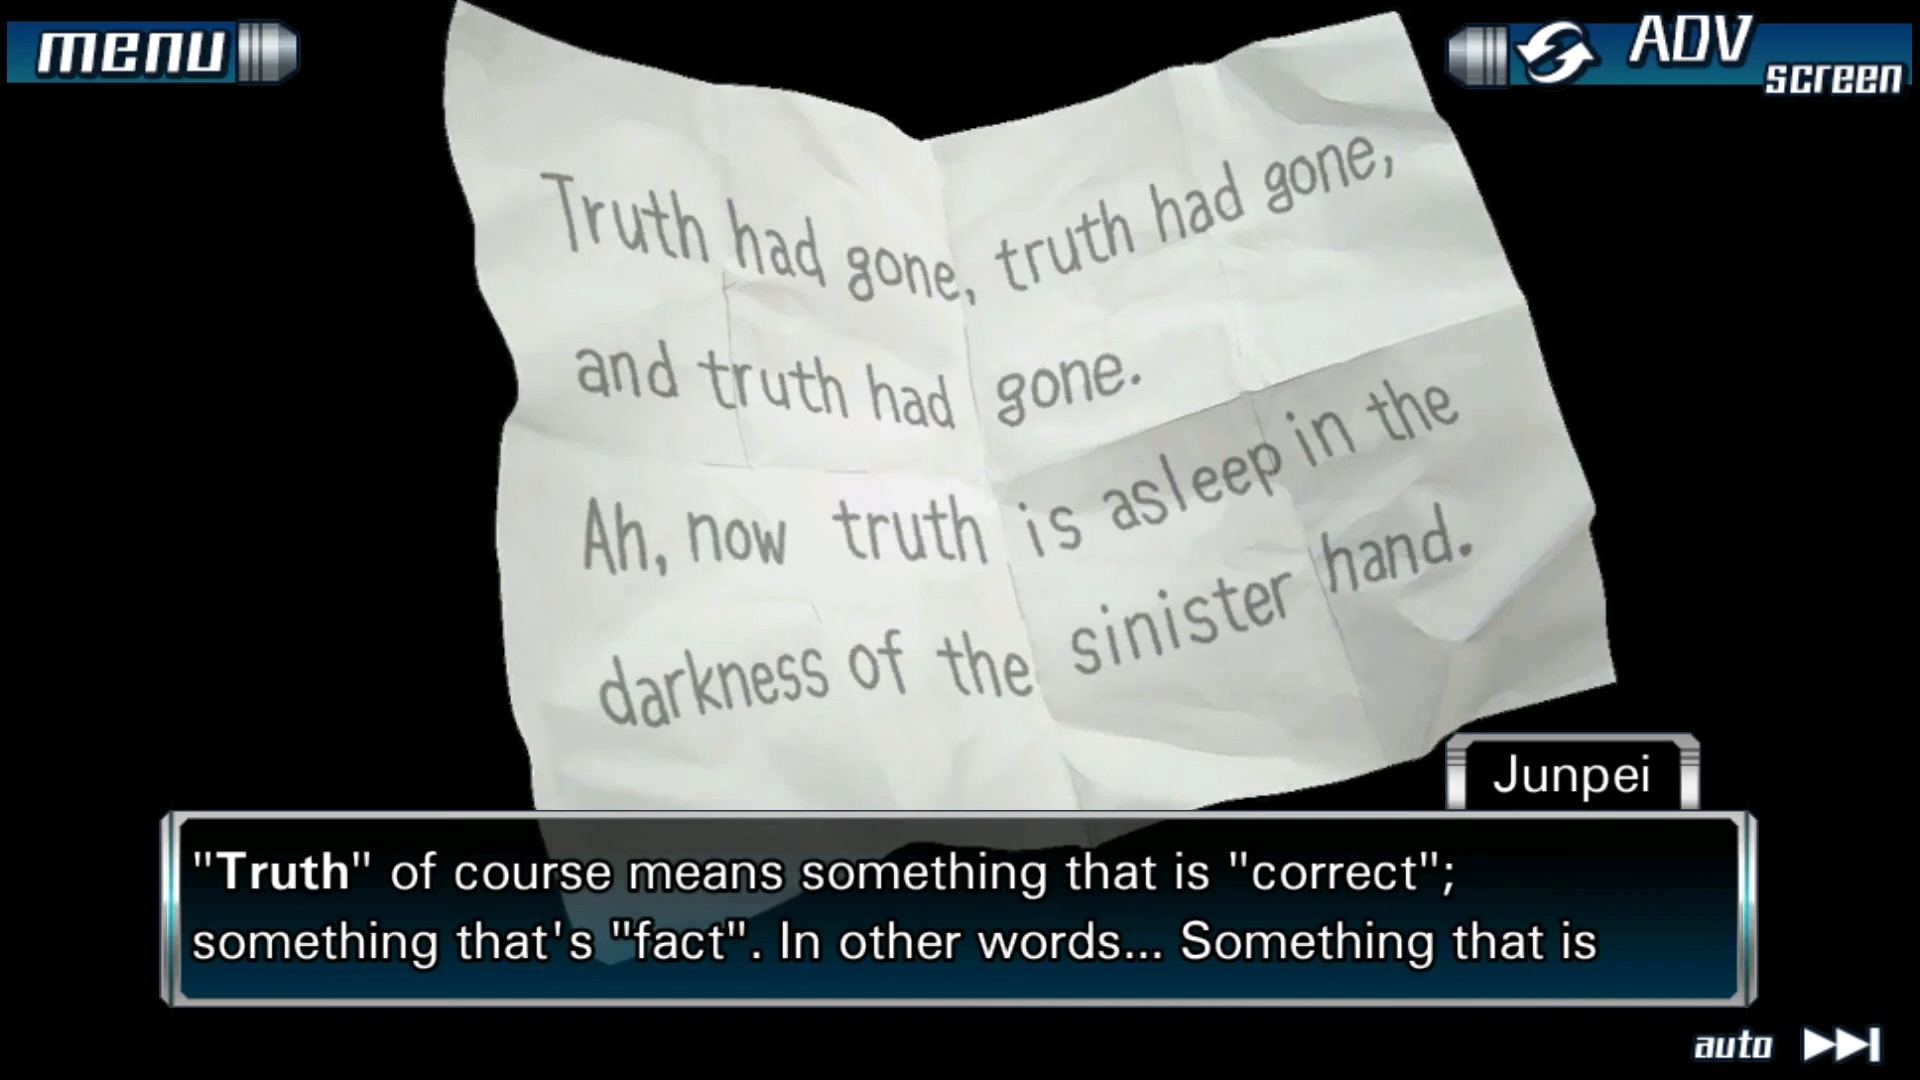 menu
ADV
screen
Truth had gone, truth had gone,
and truth had gone.
Ah, now truth is asleep in the
darkness of the sinister hand.
Junpei
"Truth" of course means something that is "correct";
something that's "fact". In other words... Something that is
auto